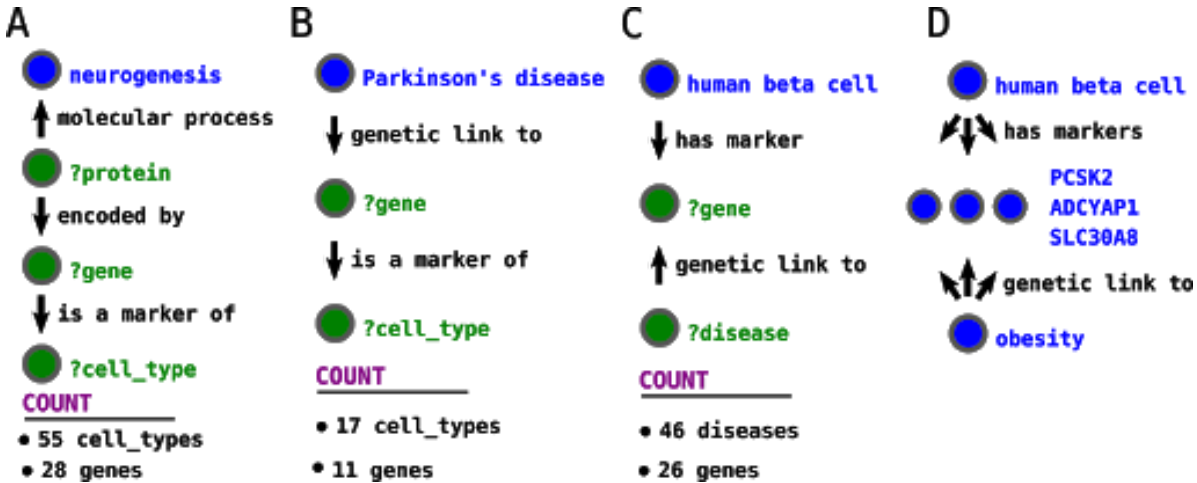 A
neurogenesis
molecular process
?protein
encoded by
?gene
is a marker of
?cell_type
COUNT
• 55 cell_types
• 28 genes
B
Parkinson's disease
genetic link to
?gene
is a marker of
?cell_type
COUNT
• 17 cell_types
• 11 genes
C
human beta cell
has marker
?gene
genetic link to
?disease
COUNT
• 46 diseases
• 26 genes
D
human beta cell
has markers
PCSK2
ADCYAP1
SLC30A8
genetic link to
obesity